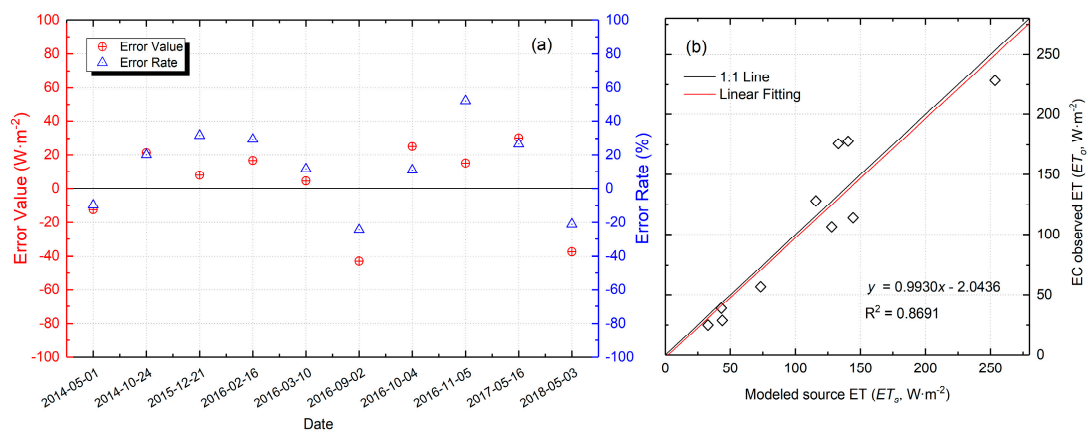 (a)
Error Value
Error Rate
100
80
60
40
20
0
-20
-40
-60
-80
-100
Error Value (W·m-2)
100
80
60
40
20
0
-20
-40
-60
-80
-100
Error Rate (%)
2014-05-01
2014-10-24
2015-12-21
2016-02-16
2016-03-10
2016-09-02
2016-10-04
2016-11-05
2017-05-16
2018-05-03
Date
(b)
1:1 Line
Linear Fitting
y = 0.9930x - 2.0436
R2 = 0.8691
250
200
150
100
50
0
EC observed ET (ETo, W·m-2)
0 50 100 150 200 250
Modeled source ET (ETs, W·m-2)